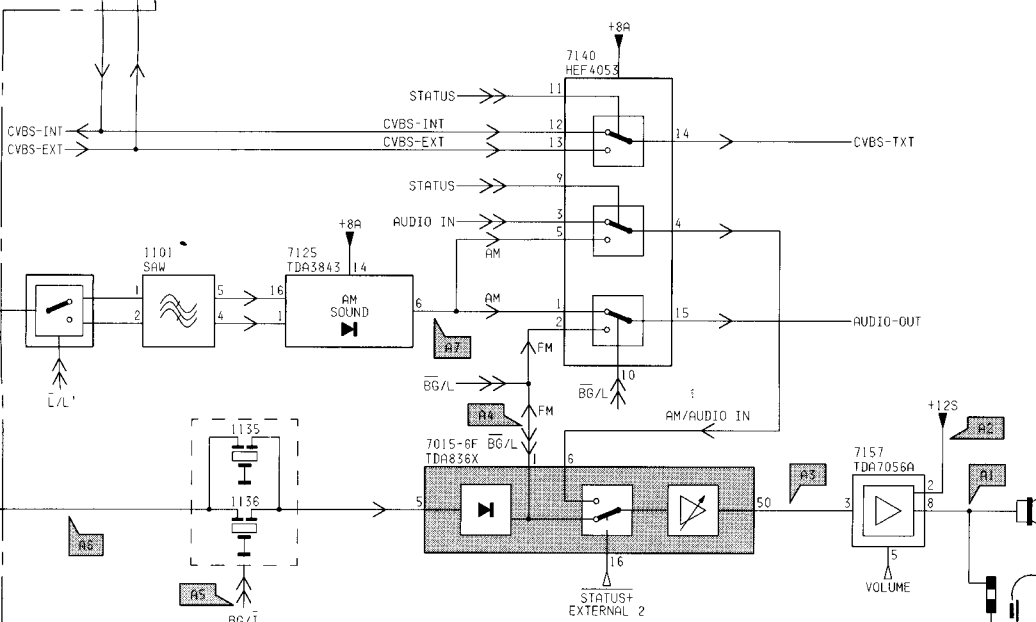 +8A
7140
HEF4053
STATUS
11
CVBS-INT
CVBS-INT
12
14
CVBS-TXT
CVBS-EXT
CVBS-EXT
13
STATUS
9
AUDIO IN
3
4
5
AM
1101
SAW
7125
TDA3843
+8A
14
1
5
16
AM
SOUND
6
AM
1
15
AUDIO-OUT
2
4
1
2
A7
FM
L̅/L'
B̅G̅/L
10
B̅G̅/L
A4
FM
AM/AUDIO IN
+12S
A2
1135
7015-6F
TDA836X
B̅G̅/L
1
6
7157
TDA7056A
A3
A1
2
1136
5
50
3
8
A6
16
5
VOLUME
A5
S̅T̅A̅T̅U̅S̅+̅
EXTERNAL 2
BG/I̅